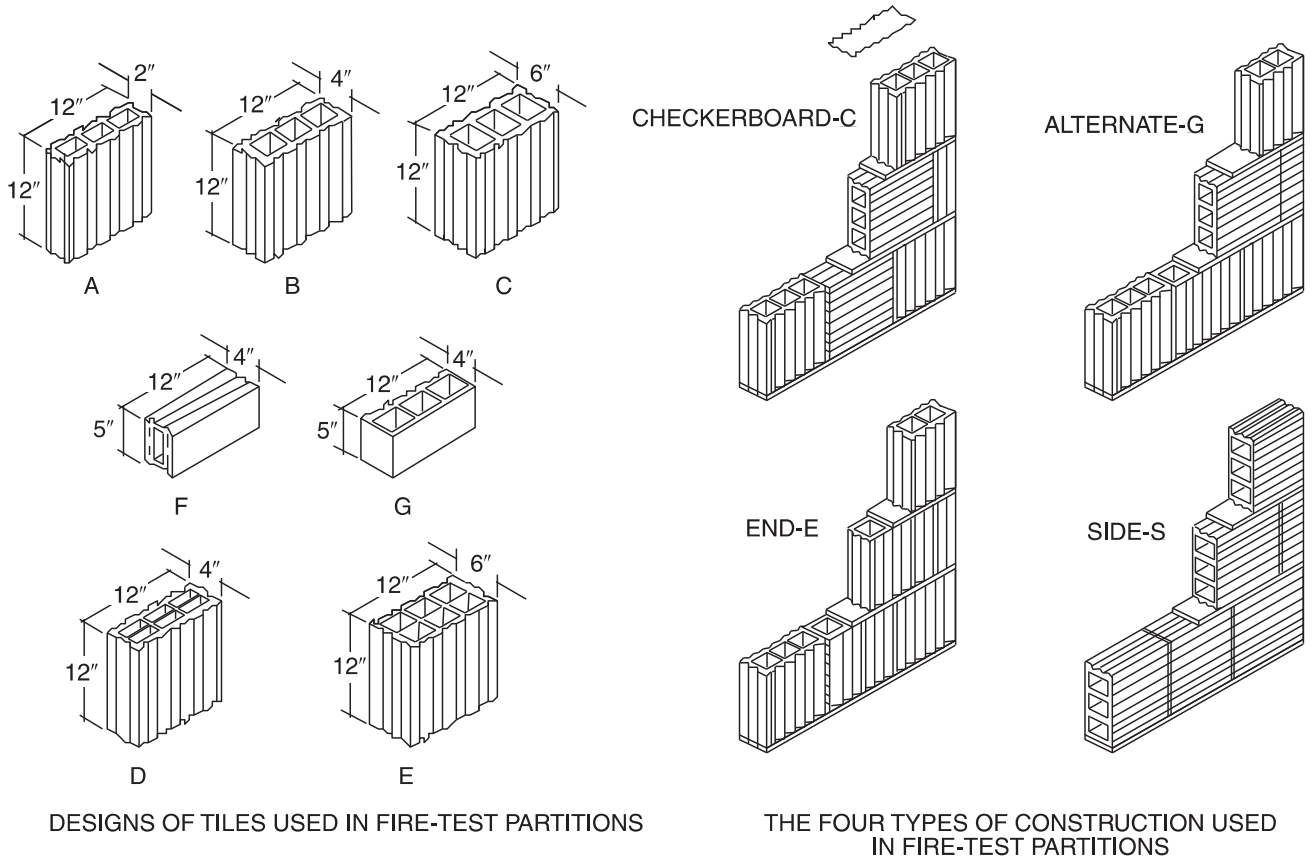 2″
12″
12″
A
4″
12″
12″
B
6″
12″
12″
C
4″
12″
5″
F
4″
12″
5″
G
4″
12″
12″
D
6″
12″
12″
E
DESIGNS OF TILES USED IN FIRE-TEST PARTITIONS
CHECKERBOARD-C
ALTERNATE-G
END-E
SIDE-S
THE FOUR TYPES OF CONSTRUCTION USED
IN FIRE-TEST PARTITIONS